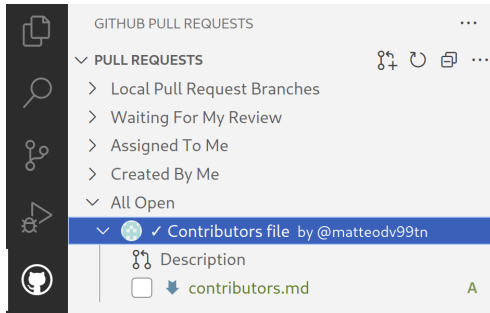 GITHUB PULL REQUESTS
PULL REQUESTS
Local Pull Request Branches
Waiting For My Review
Assigned To Me
Created By Me
All Open
✓ Contributors file by @matteodv99tn
Description
contributors.md A